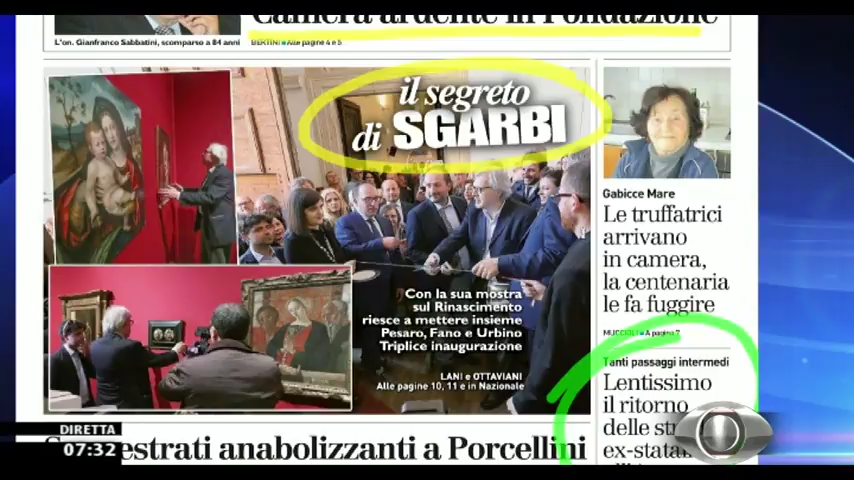 Camera ardente in Fondazione
L'on. Gianfranco Sabbatini, scomparso a 84 anni
BERTINI ■ Alle pagine 4 e 5
il segreto
di SGARBI
Con la sua mostra
sul Rinascimento
riesce a mettere insieme
Pesaro, Fano e Urbino
Triplice inaugurazione
LANI e OTTAVIANI
Alle pagine 10, 11 e in Nazionale
Gabicce Mare
Le truffatrici
arrivano
in camera,
la centenaria
le fa fuggire
MUCCIOLI ■ A pagina 7
Tanti passaggi intermedi
Lentissimo
il ritorno
delle
ex-statali
estrati anabolizzanti a Porcellini
DIRETTA
07:32